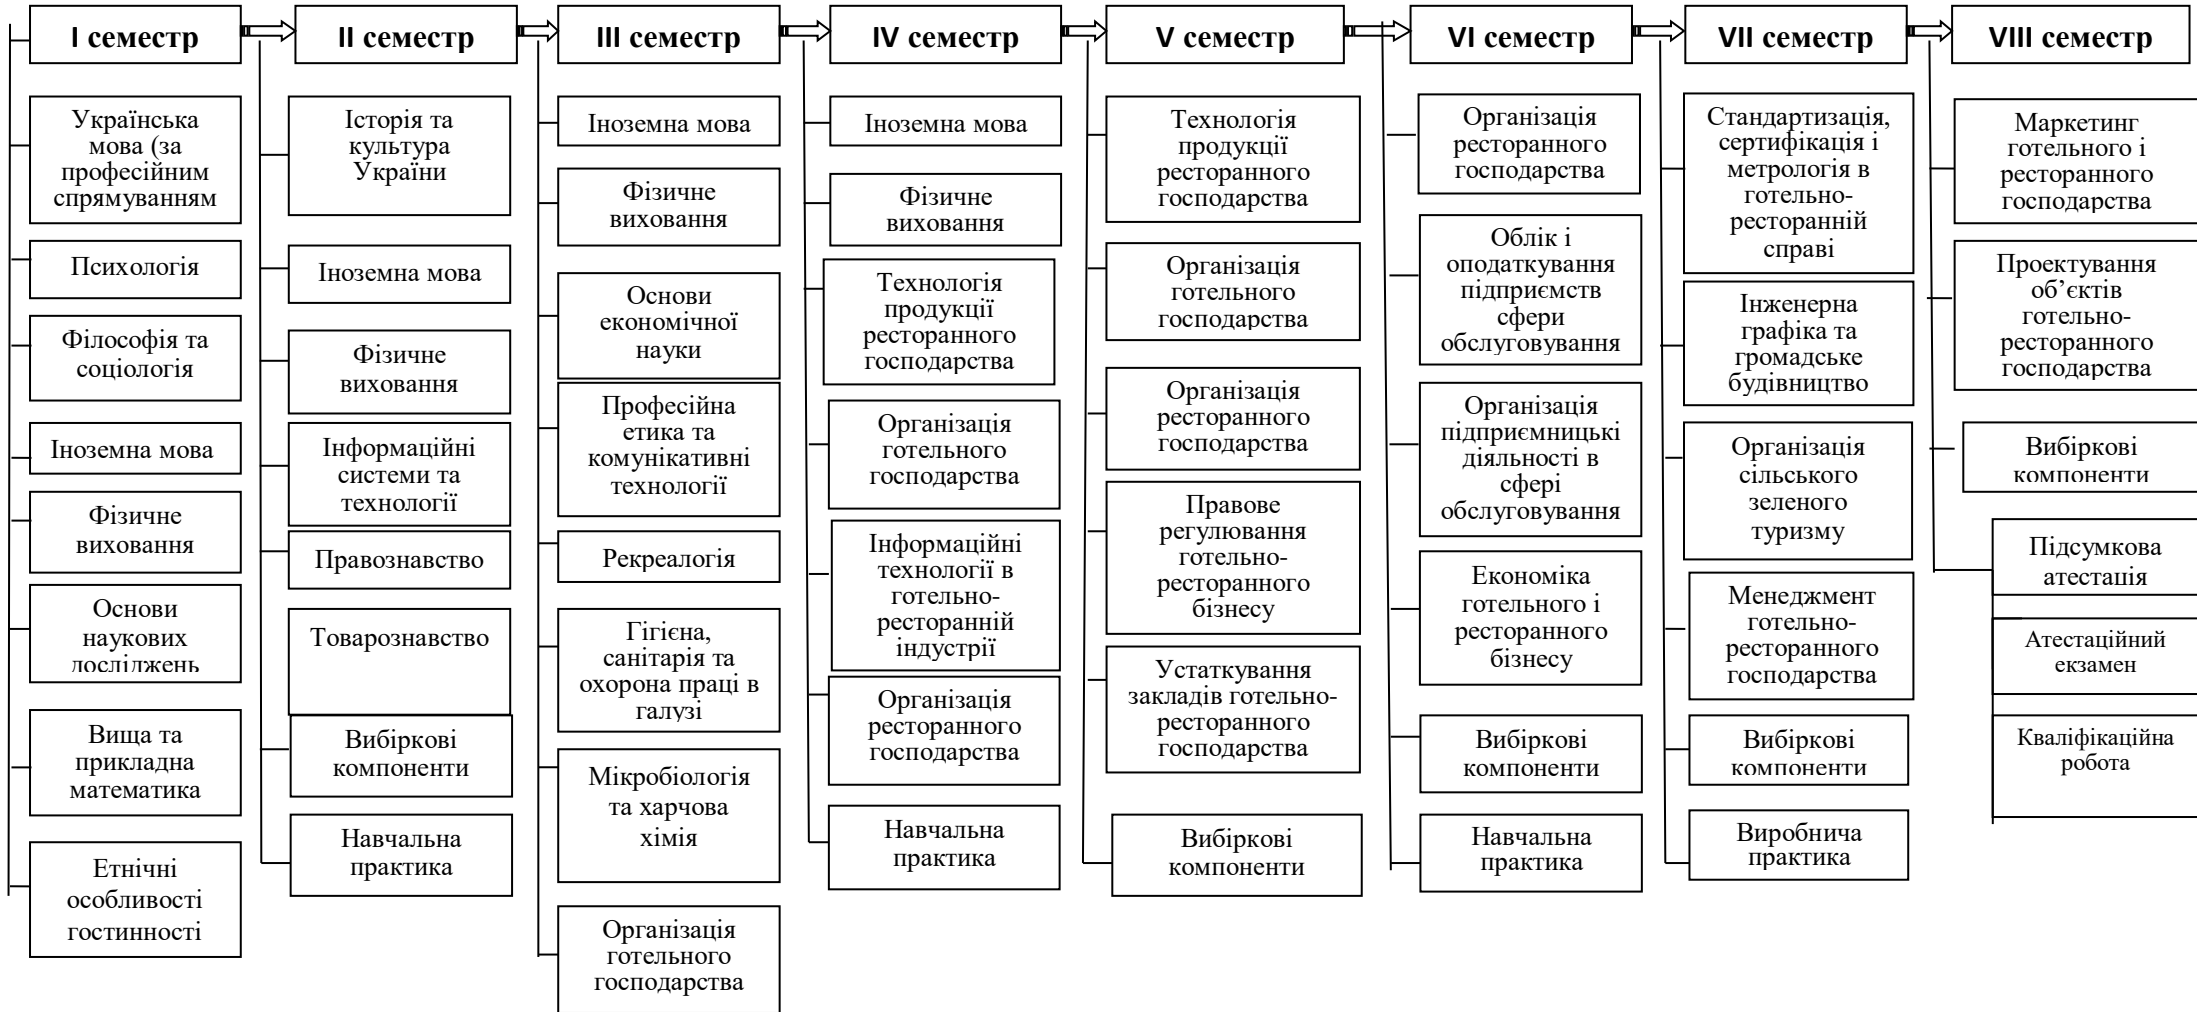 I семестр
II семестр
III семестр
IV семестр
V семестр
VI семестр
VII семестр
VIII семестр
Українська
мова (за
професійним
спрямуванням
Психологія
Філософія та
соціологія
Іноземна мова
Фізичне
виховання
Основи
наукових
досліджень
Вища та
прикладна
математика
Етнічні
особливості
гостинності
Історія та
культура
України
Іноземна мова
Фізичне
виховання
Інформаційні
системи та
технології
Правознавство
Товарознавство
Вибіркові
компоненти
Навчальна
практика
Іноземна мова
Фізичне
виховання
Основи
економічної
науки
Професійна
етика та
комунікативні
технології
Рекреалогія
Гігієна,
санітарія та
охорона праці в
галузі
Мікробіологія
та харчова
хімія
Організація
готельного
господарства
Іноземна мова
Фізичне
виховання
Технологія
продукції
ресторанного
господарства
Організація
готельного
господарства
Інформаційні
технології в
готельно-
ресторанній
індустрії
Організація
ресторанного
господарства
Навчальна
практика
Технологія
продукції
ресторанного
господарства
Організація
готельного
господарства
Організація
ресторанного
господарства
Правове
регулювання
готельно-
ресторанного
бізнесу
Устаткування
закладів готельно-
ресторанного
господарства
Вибіркові
компоненти
Організація
ресторанного
господарства
Облік і
оподаткування
підприємств
сфери
обслуговування
Організація
підприємницькі
діяльності в
сфері
обслуговування
Економіка
готельного і
ресторанного
бізнесу
Вибіркові
компоненти
Навчальна
практика
Стандартизація,
сертифікація і
метрологія в
готельно-
ресторанній
справі
Інженерна
графіка та
громадське
будівництво
Організація
сільського
зеленого
туризму
Менеджмент
готельно-
ресторанного
господарства
Вибіркові
компоненти
Виробнича
практика
Маркетинг
готельного і
ресторанного
господарства
Проектування
об’єктів
готельно-
ресторанного
господарства
Вибіркові
компоненти
Підсумкова
атестація
Атестаційний
екзамен
Кваліфікаційна
робота